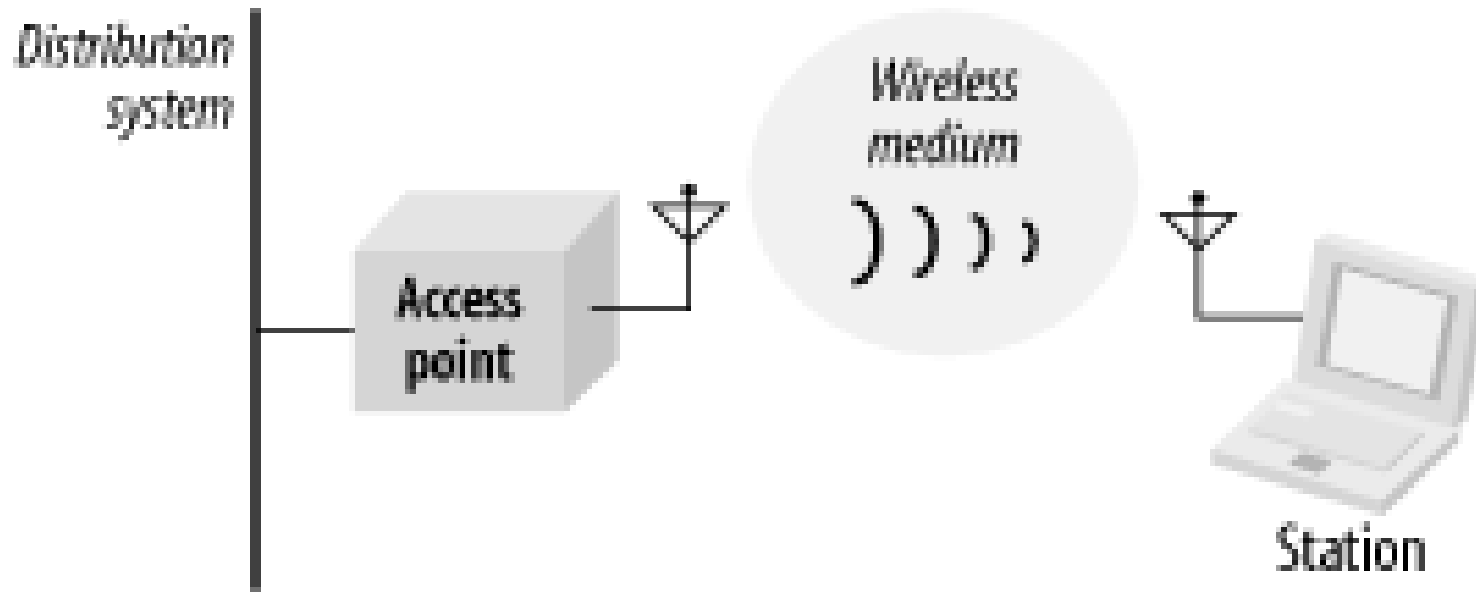 Distribution
system
Wireless
medium
Access
point
Station